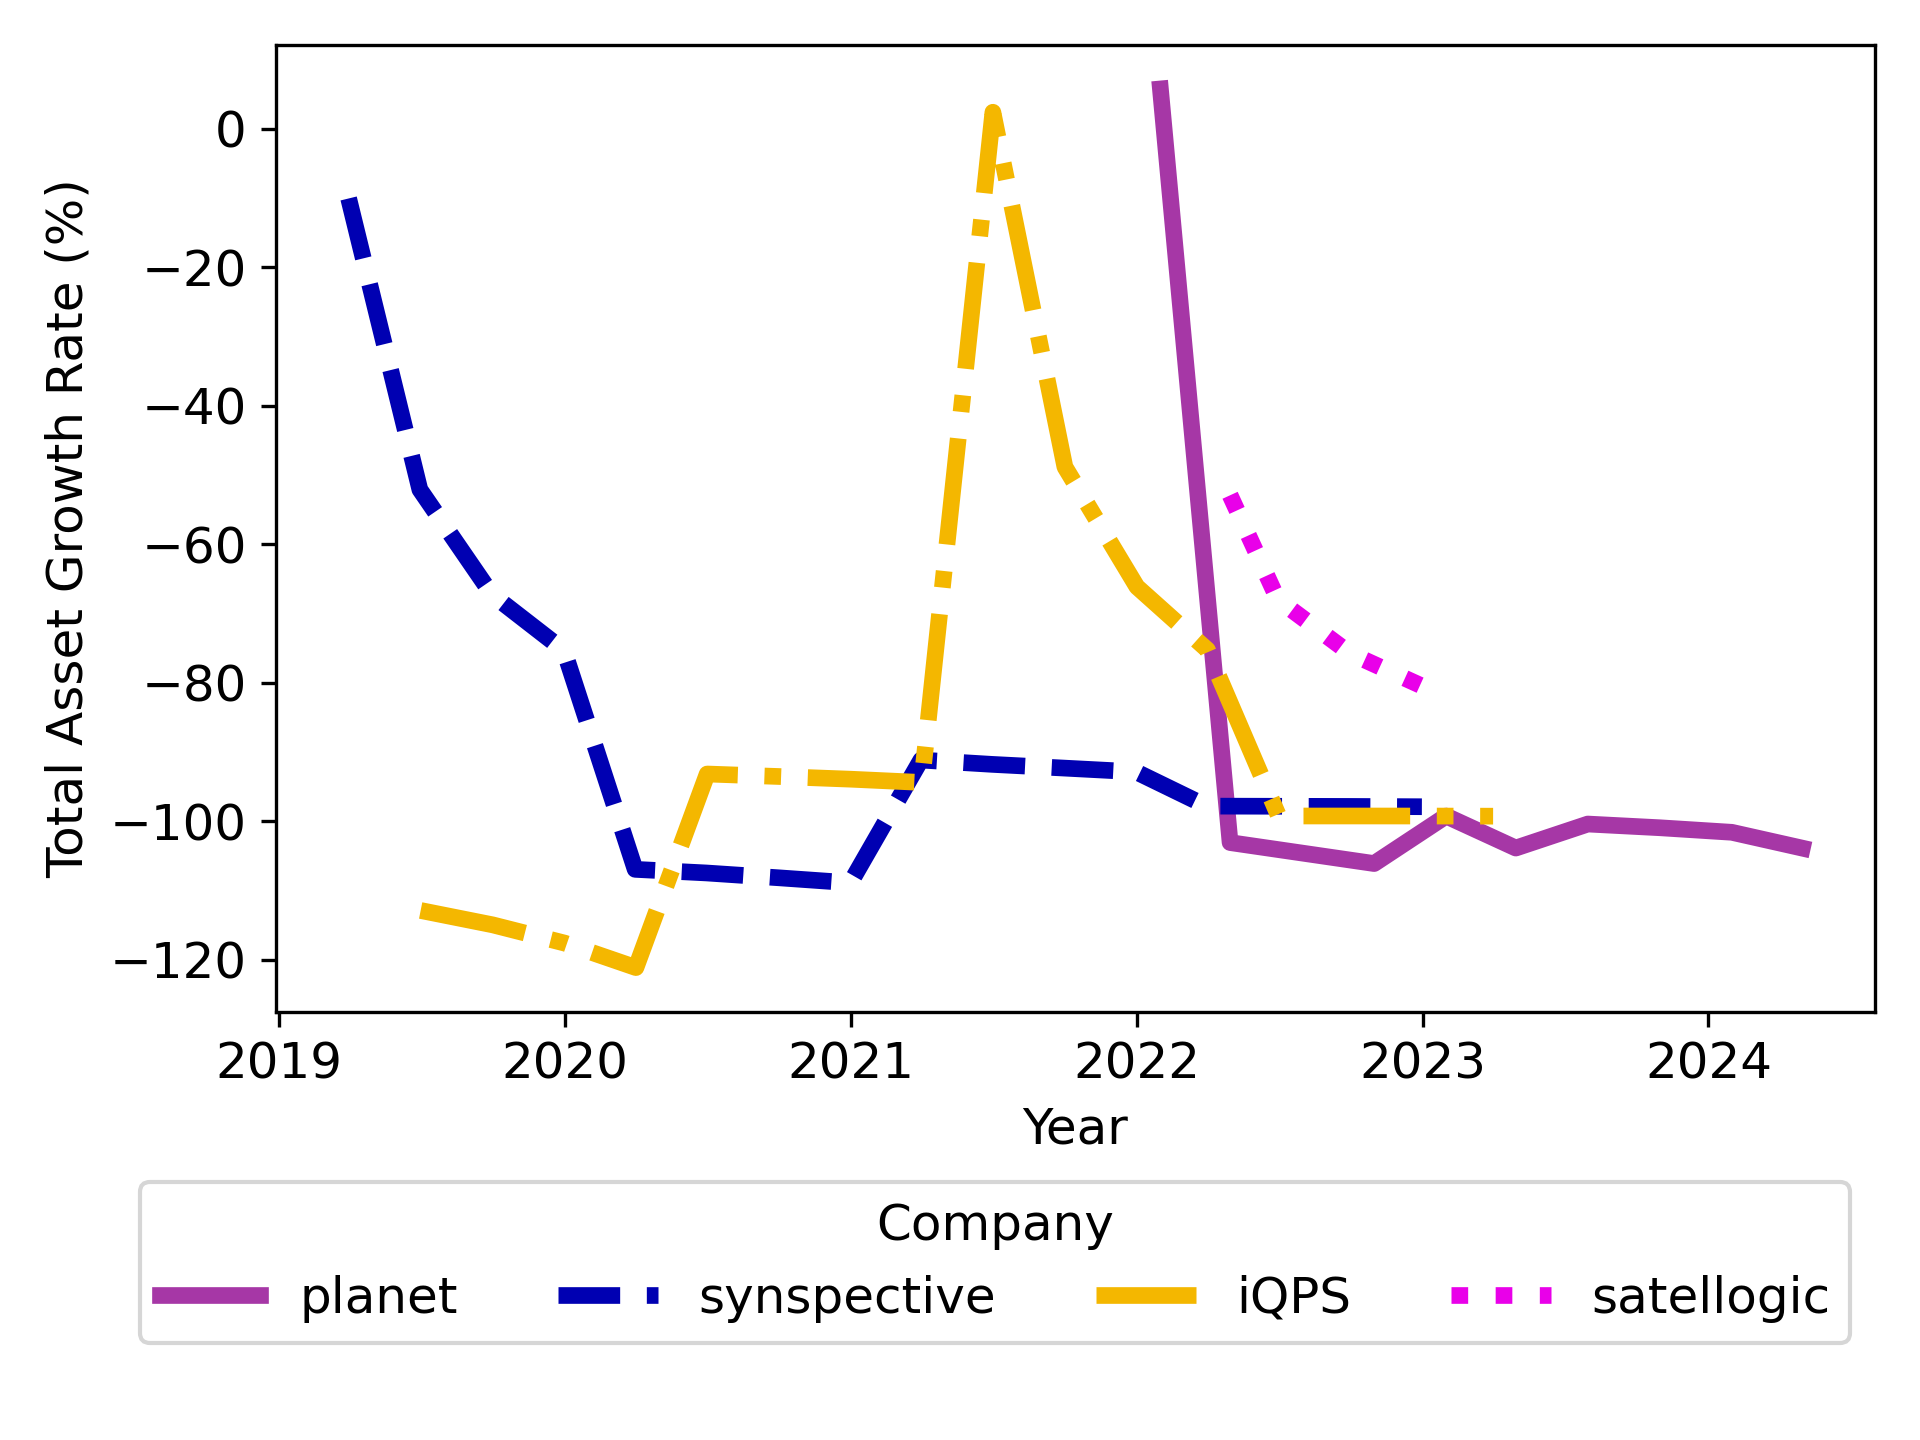 Total Asset Growth Rate (%)
0
−20
−40
−60
−80
−100
−120
2019 2020 2021 2022 2023 2024
Year
Company
planet synspective iQPS satellogic